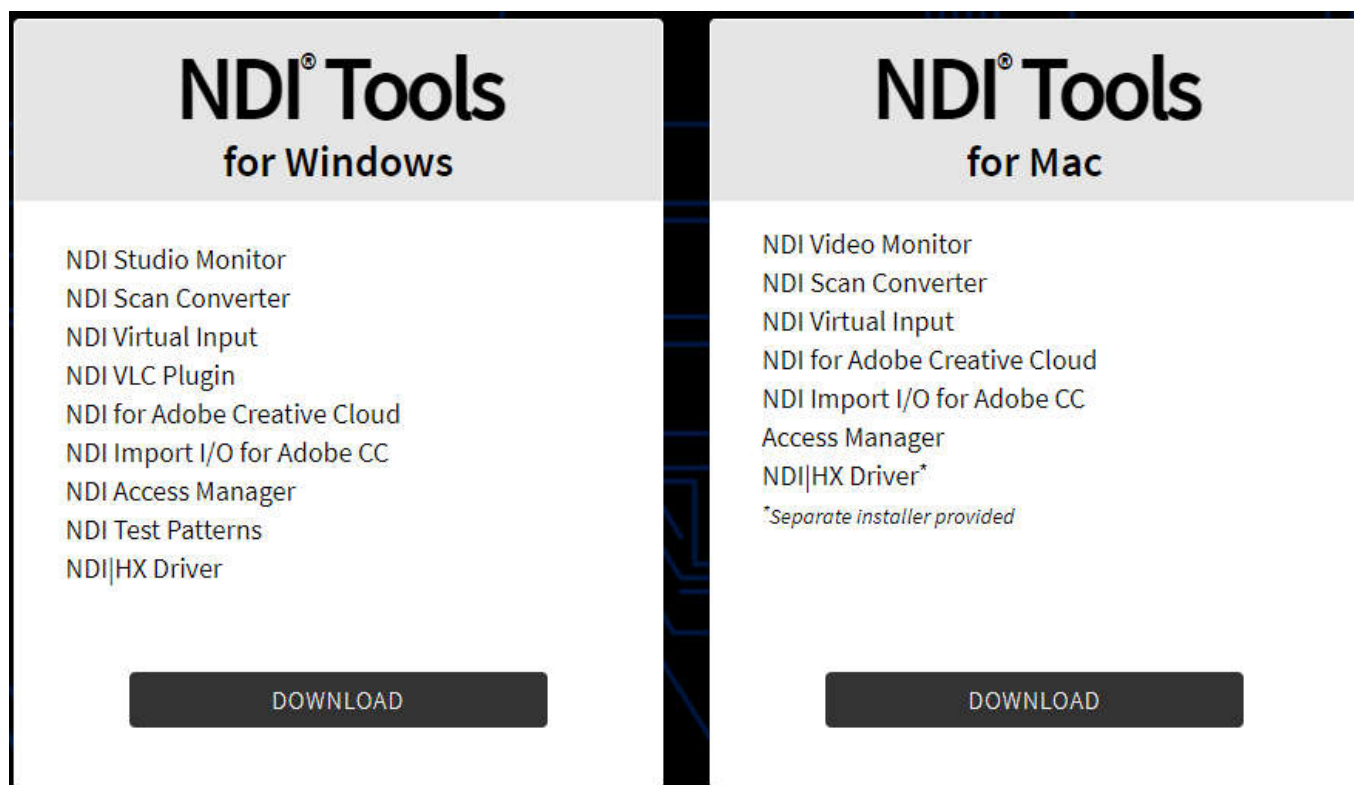 NDI® Tools
for Windows
NDI Studio Monitor
NDI Scan Converter
NDI Virtual Input
NDI VLC Plugin
NDI for Adobe Creative Cloud
NDI Import I/O for Adobe CC
NDI Access Manager
NDI Test Patterns
NDI|HX Driver
DOWNLOAD
NDI® Tools
for Mac
NDI Video Monitor
NDI Scan Converter
NDI Virtual Input
NDI for Adobe Creative Cloud
NDI Import I/O for Adobe CC
Access Manager
NDI|HX Driver*
*Separate installer provided
DOWNLOAD